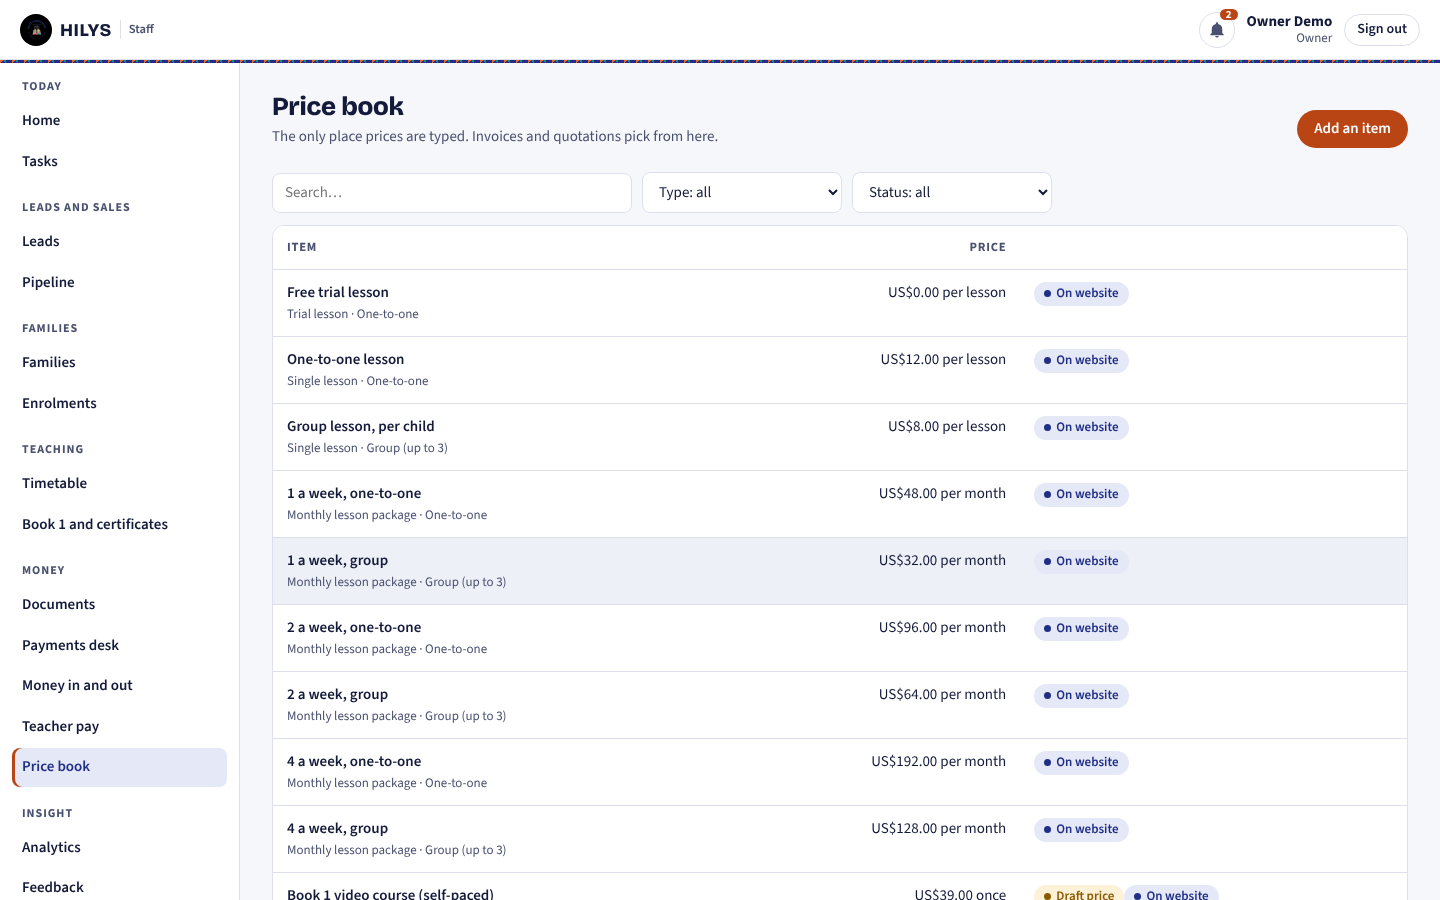 HILYS Staff
2
Owner Demo
Owner
Sign out
TODAY
Home
Tasks
LEADS AND SALES
Leads
Pipeline
FAMILIES
Families
Enrolments
TEACHING
Timetable
Book 1 and certificates
MONEY
Documents
Payments desk
Money in and out
Teacher pay
Price book
INSIGHT
Analytics
Feedback
Price book
The only place prices are typed. Invoices and quotations pick from here.
Add an item
Search...
Type: all
Status: all
ITEM PRICE
Free trial lesson US$0.00 per lesson On website
Trial lesson · One-to-one
One-to-one lesson US$12.00 per lesson On website
Single lesson · One-to-one
Group lesson, per child US$8.00 per lesson On website
Single lesson · Group (up to 3)
1 a week, one-to-one US$48.00 per month On website
Monthly lesson package · One-to-one
1 a week, group US$32.00 per month On website
Monthly lesson package · Group (up to 3)
2 a week, one-to-one US$96.00 per month On website
Monthly lesson package · One-to-one
2 a week, group US$64.00 per month On website
Monthly lesson package · Group (up to 3)
4 a week, one-to-one US$192.00 per month On website
Monthly lesson package · One-to-one
4 a week, group US$128.00 per month On website
Monthly lesson package · Group (up to 3)
Book 1 video course (self-paced) US$39.00 once Draft price On website